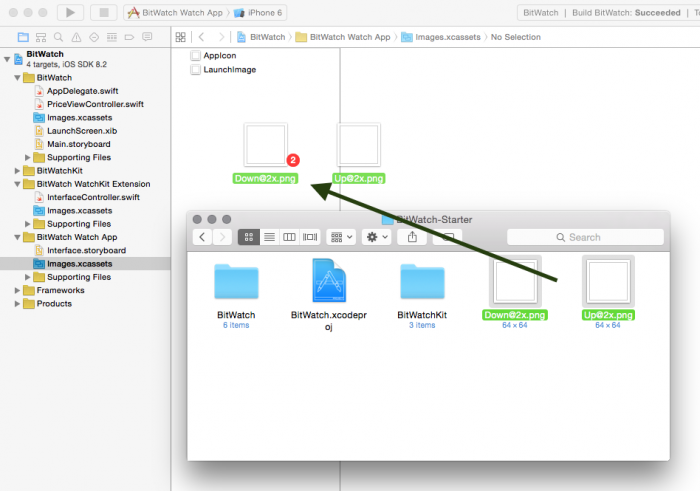 BitWatch Watch App
iPhone 6
BitWatch | Build BitWatch: Succeeded
BitWatch
4 targets, iOS SDK 8.2
BitWatch
AppDelegate.swift
PriceViewController.swift
Images.xcassets
LaunchScreen.xib
Main.storyboard
Supporting Files
BitWatchKit
BitWatch WatchKit Extension
InterfaceController.swift
Images.xcassets
Supporting Files
BitWatch Watch App
Interface.storyboard
Images.xcassets
Supporting Files
Frameworks
Products
BitWatch
BitWatch Watch App
Images.xcassets
No Selection
AppIcon
LaunchImage
2
Down@2x.png
Up@2x.png
BitWatch-Starter
Search
BitWatch
6 items
BitWatch.xcodepr
oj
BitWatchKit
3 items
Down@2x.png
64 × 64
Up@2x.png
64 × 64